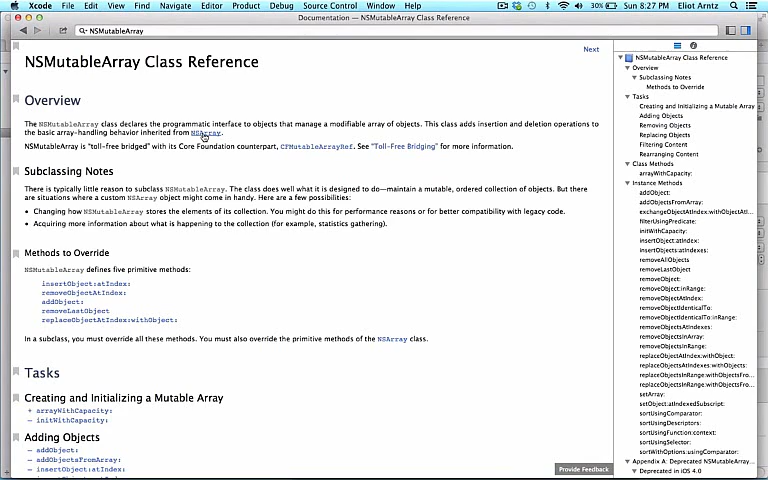 Xcode File Edit View Find Navigate Editor Product Debug Source Control Window Help 30% Sun 8:27 PM Eliot Arntz
Documentation — NSMutableArray Class Reference
NSMutableArray
Next
NSMutableArray Class Reference
Overview
The NSMutableArray class declares the programmatic interface to objects that manage a modifiable array of objects. This class adds insertion and deletion operations to
the basic array-handling behavior inherited from NSArray.
NSMutableArray is "toll-free bridged" with its Core Foundation counterpart, CFMutableArrayRef. See "Toll-Free Bridging" for more information.
Subclassing Notes
There is typically little reason to subclass NSMutableArray. The class does well what it is designed to do—maintain a mutable, ordered collection of objects. But there
are situations where a custom NSArray object might come in handy. Here are a few possibilities:
• Changing how NSMutableArray stores the elements of its collection. You might do this for performance reasons or for better compatibility with legacy code.
• Acquiring more information about what is happening to the collection (for example, statistics gathering).
Methods to Override
NSMutableArray defines five primitive methods:
insertObject:atIndex:
removeObjectAtIndex:
addObject:
removeLastObject
replaceObjectAtIndex:withObject:
In a subclass, you must override all these methods. You must also override the primitive methods of the NSArray class.
Tasks
Creating and Initializing a Mutable Array
+ arrayWithCapacity:
– initWithCapacity:
Adding Objects
– addObject:
– addObjectsFromArray:
– insertObject:atIndex:
Provide Feedback
NSMutableArray Class Reference
Overview
Subclassing Notes
Methods to Override
Tasks
Creating and Initializing a Mutable Array
Adding Objects
Removing Objects
Replacing Objects
Filtering Content
Rearranging Content
Class Methods
arrayWithCapacity:
Instance Methods
addObject:
addObjectsFromArray:
exchangeObjectAtIndex:withObjectAtI...
filterUsingPredicate:
initWithCapacity:
insertObject:atIndex:
insertObjects:atIndexes:
removeAllObjects
removeLastObject
removeObject:
removeObject:inRange:
removeObjectAtIndex:
removeObjectIdenticalTo:
removeObjectIdenticalTo:inRange:
removeObjectsAtIndexes:
removeObjectsInArray:
removeObjectsInRange:
replaceObjectAtIndex:withObject:
replaceObjectsAtIndexes:withObjects:
replaceObjectsInRange:withObjectsFro...
replaceObjectsInRange:withObjectsFro...
setArray:
setObject:atIndexedSubscript:
sortUsingComparator:
sortUsingDescriptors:
sortUsingFunction:context:
sortUsingSelector:
sortWithOptions:usingComparator:
Appendix A: Deprecated NSMutableArray...
Deprecated in iOS 4.0